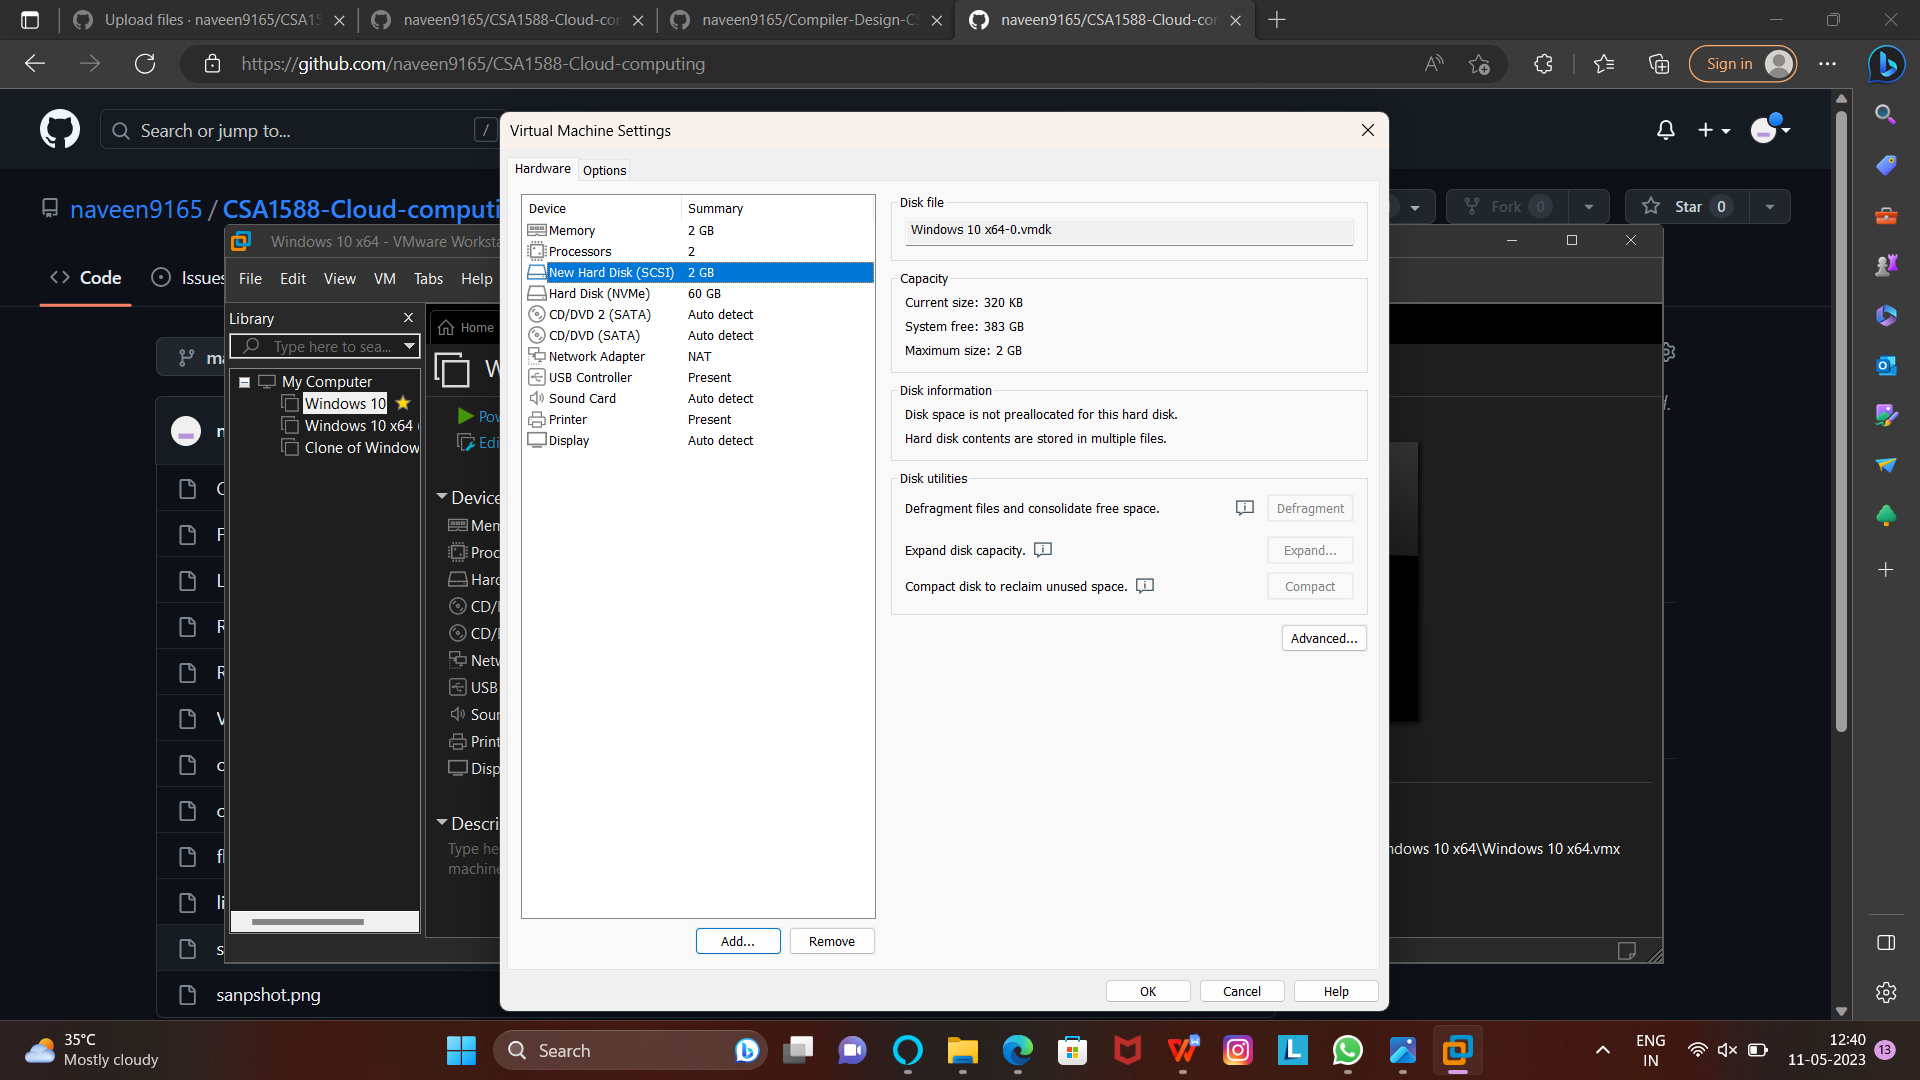 Upload files · naveen9165/CSA15
naveen9165/CSA1588-Cloud-com
naveen9165/Compiler-Design-CS
naveen9165/CSA1588-Cloud-com
https://github.com/naveen9165/CSA1588-Cloud-computing
Sign in
Search or jump to...
/
naveen9165 / CSA1588-Cloud-computi
Fork 0
Star 0
Code
Issues
Windows 10 x64 - VMware Worksta
File Edit View VM Tabs Help
Library
Type here to sea...
My Computer
Windows 10
Windows 10 x64
Clone of Window
Home
W
Pow
Edi
Device
Mem
Proc
Hard
CD/
CD/
Netw
USB
Soun
Print
Disp
Descri
Type he
machine
Virtual Machine Settings
Hardware Options
Device Summary
Memory 2 GB
Processors 2
New Hard Disk (SCSI) 2 GB
Hard Disk (NVMe) 60 GB
CD/DVD 2 (SATA) Auto detect
CD/DVD (SATA) Auto detect
Network Adapter NAT
USB Controller Present
Sound Card Auto detect
Printer Present
Display Auto detect
Add... Remove
Disk file
Windows 10 x64-0.vmdk
Capacity
Current size: 320 KB
System free: 383 GB
Maximum size: 2 GB
Disk information
Disk space is not preallocated for this hard disk.
Hard disk contents are stored in multiple files.
Disk utilities
Defragment files and consolidate free space. Defragment
Expand disk capacity. Expand...
Compact disk to reclaim unused space. Compact
Advanced...
OK Cancel Help
ndows 10 x64\Windows 10 x64.vmx
sanpshot.png
35°C
Mostly cloudy
Search
ENG
IN
12:40
11-05-2023
13